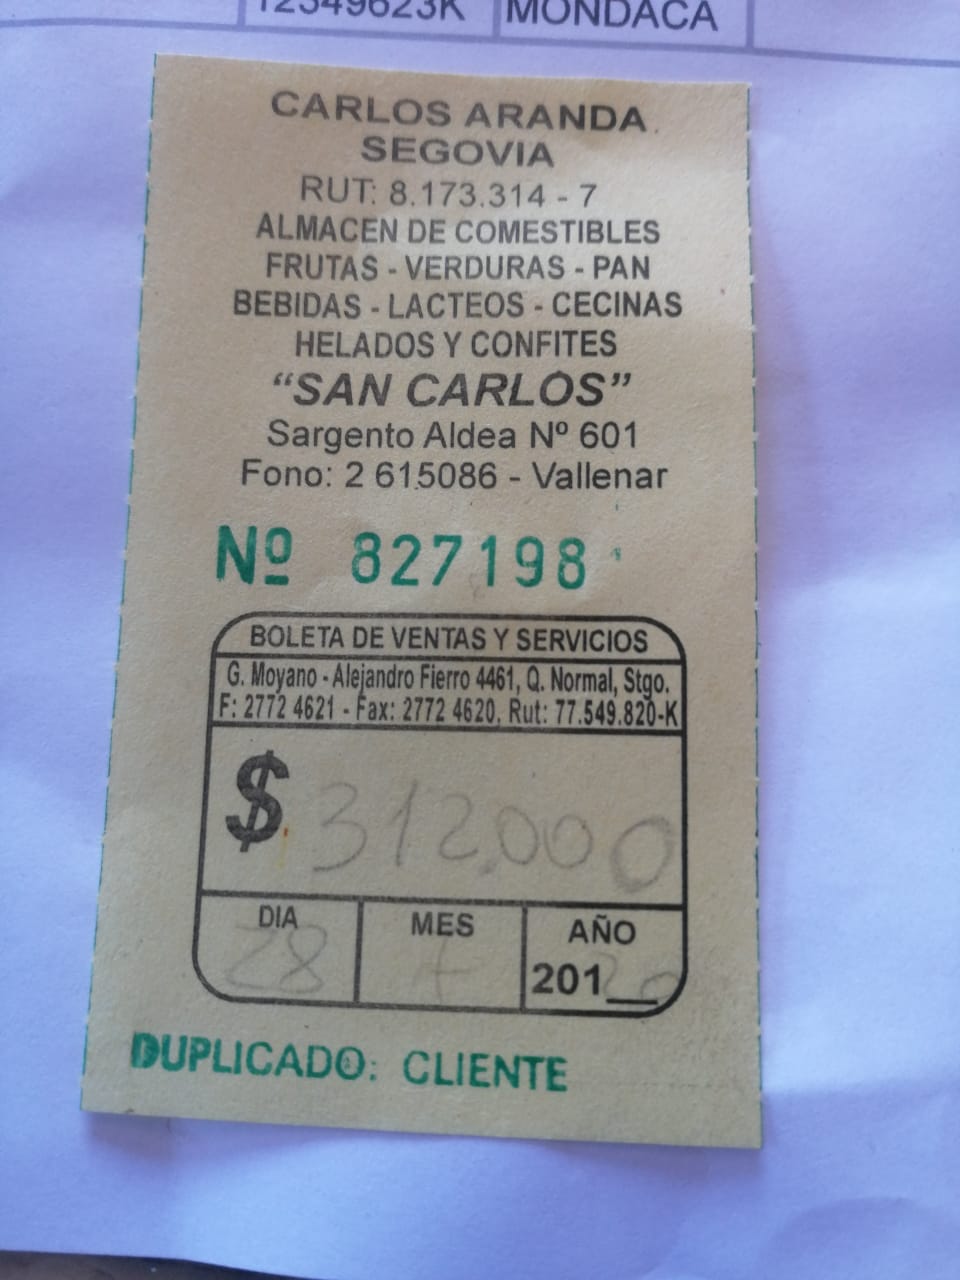 12349623K MONDACA
CARLOS ARANDA
SEGOVIA
RUT: 8.173.314 - 7
ALMACEN DE COMESTIBLES
FRUTAS - VERDURAS - PAN
BEBIDAS - LACTEOS - CECINAS
HELADOS Y CONFITES
“SAN CARLOS”
Sargento Aldea Nº 601
Fono: 2 615086 - Vallenar
Nº 827198
BOLETA DE VENTAS Y SERVICIOS
G. Moyano - Alejandro Fierro 4461, Q. Normal, Stgo.
F: 2772 4621 - Fax: 2772 4620, Rut: 77.549.820-K
$ 312.000
DIA MES AÑO
28 7 201__ 20
DUPLICADO: CLIENTE